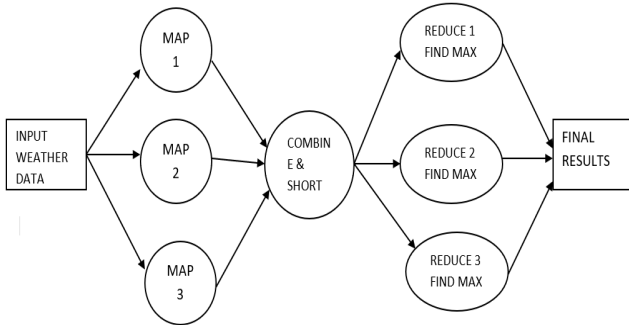 INPUT
WEATHER
DATA
MAP
1
MAP
2
MAP
3
COMBIN
E &
SHORT
REDUCE 1
FIND MAX
REDUCE 2
FIND MAX
REDUCE 3
FIND MAX
FINAL
RESULTS